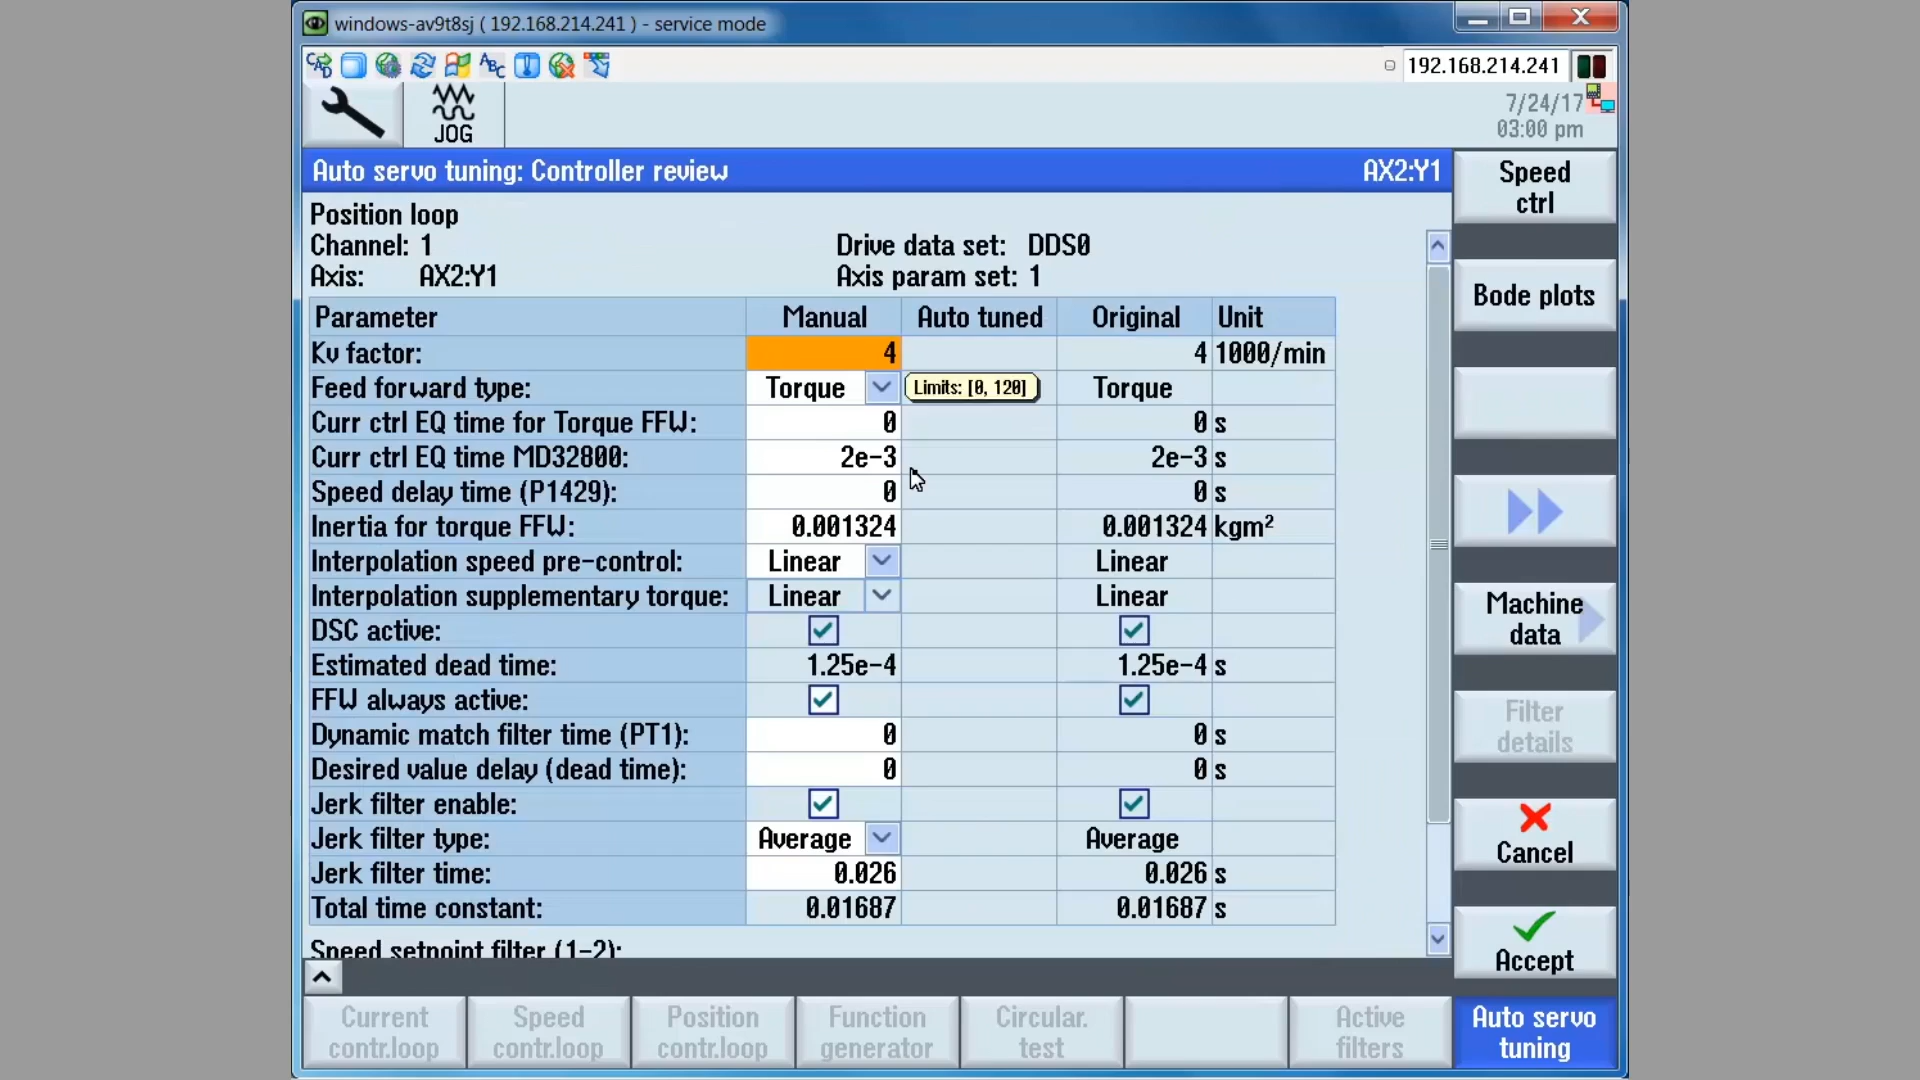 windows-av9t8sj ( 192.168.214.241 ) - service mode
192.168.214.241
JOG
7/24/17
03:00 pm
Auto servo tuning: Controller review AX2:Y1
Position loop
Channel: 1 Drive data set: DDS0
Axis: AX2:Y1 Axis param set: 1
Parameter Manual Auto tuned Original Unit
Kv factor: 4 4 1000/min
Feed forward type: Torque Limits: [0, 120] Torque
Curr ctrl EQ time for Torque FFW: 0 0 s
Curr ctrl EQ time MD32800: 2e-3 2e-3 s
Speed delay time (P1429): 0 0 s
Inertia for torque FFW: 0.001324 0.001324 kgm²
Interpolation speed pre-control: Linear Linear
Interpolation supplementary torque: Linear Linear
DSC active:
Estimated dead time: 1.25e-4 1.25e-4 s
FFW always active:
Dynamic match filter time (PT1): 0 0 s
Desired value delay (dead time): 0 0 s
Jerk filter enable:
Jerk filter type: Average Average
Jerk filter time: 0.026 0.026 s
Total time constant: 0.01687 0.01687 s
Speed setpoint filter (1-2):
Speed
ctrl
Bode plots
Machine
data
Filter
details
Cancel
Accept
Current
contr.loop
Speed
contr.loop
Position
contr.loop
Function
generator
Circular.
test
Active
filters
Auto servo
tuning